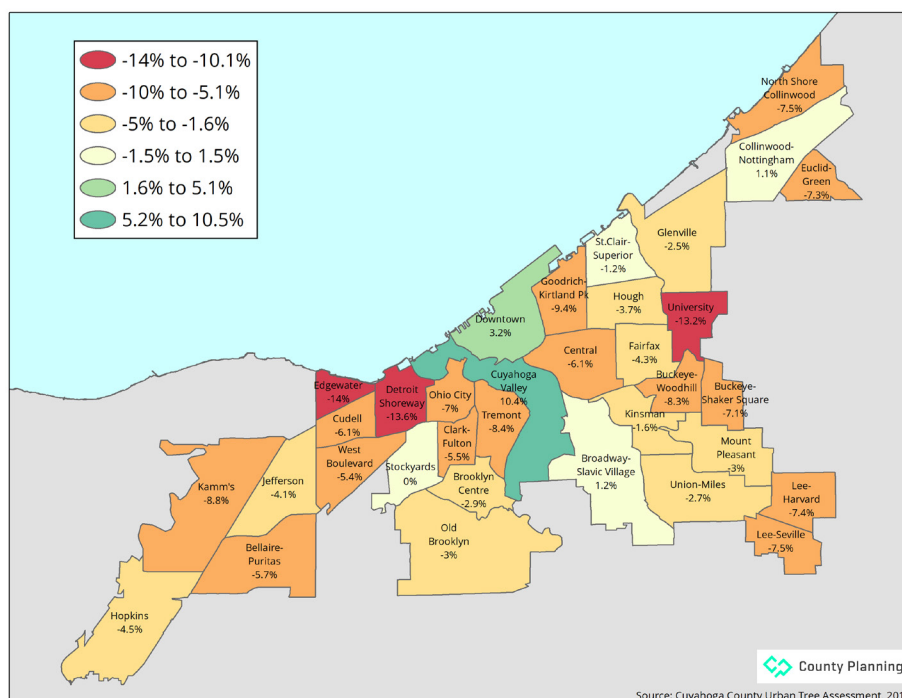 -14% to -10.1%
-10% to -5.1%
-5% to -1.6%
-1.5% to 1.5%
1.6% to 5.1%
5.2% to 10.5%
North Shore
Collinwood
-7.5%
Collinwood-
Nottingham
1.1%
Euclid-
Green
-7.3%
Glenville
-2.5%
St.Clair-
Superior
-1.2%
Goodrich-
Kirtland Pk
-9.4%
Hough
-3.7%
University
-13.2%
Downtown
3.2%
Central
-6.1%
Fairfax
-4.3%
Buckeye-
Woodhill
-8.3%
Buckeye-
Shaker Square
-7.1%
Cuyahoga
Valley
10.4%
Edgewater
-14%
Detroit
Shoreway
-13.6%
Ohio City
-7%
Cudell
-6.1%
Tremont
-8.4%
Clark-
Fulton
-5.5%
Kinsman
-1.6%
Mount
Pleasant
-3%
West
Boulevard
-5.4%
Stockyards
0%
Broadway-
Slavic Village
1.2%
Brooklyn
Centre
-2.9%
Union-Miles
-2.7%
Lee-
Harvard
-7.4%
Kamm's
-8.8%
Jefferson
-4.1%
Old
Brooklyn
-3%
Lee-Seville
-7.5%
Bellaire-
Puritas
-5.7%
Hopkins
-4.5%
County Planning
Source: Cuyahoga County Urban Tree Assessment, 201